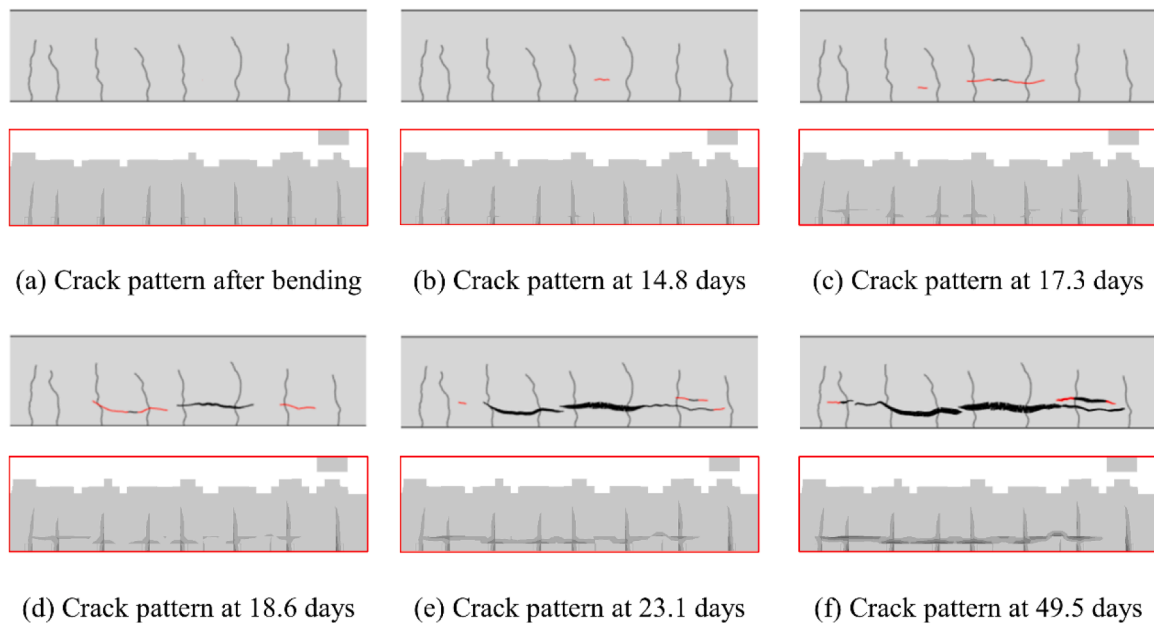 (a) Crack pattern after bending
(b) Crack pattern at 14.8 days
(c) Crack pattern at 17.3 days
(d) Crack pattern at 18.6 days
(e) Crack pattern at 23.1 days
(f) Crack pattern at 49.5 days